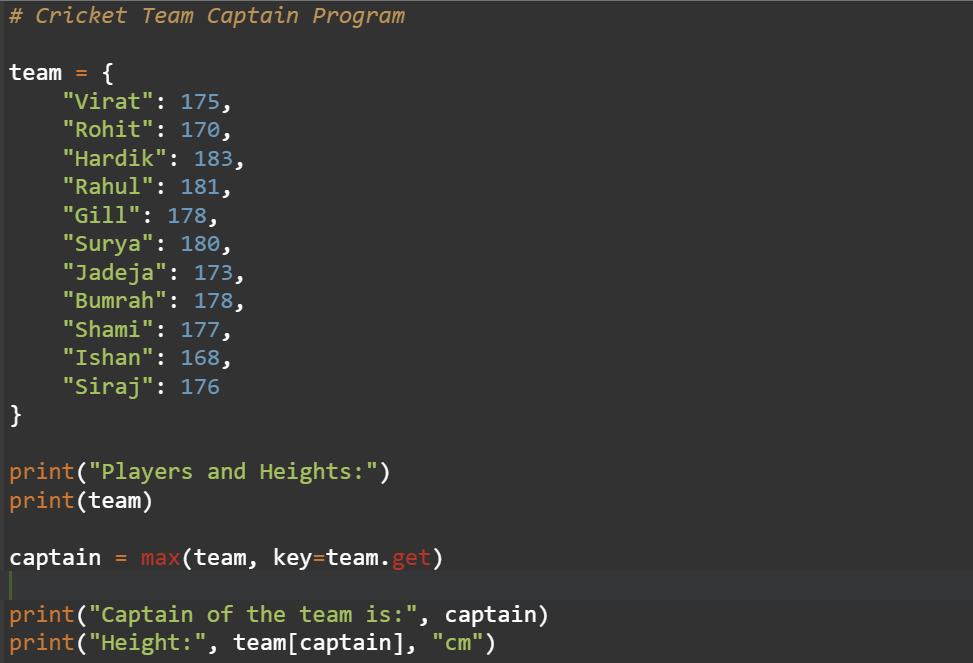 # Cricket Team Captain Program
team = {
    "Virat": 175,
    "Rohit": 170,
    "Hardik": 183,
    "Rahul": 181,
    "Gill": 178,
    "Surya": 180,
    "Jadeja": 173,
    "Bumrah": 178,
    "Shami": 177,
    "Ishan": 168,
    "Siraj": 176
}
print("Players and Heights:")
print(team)
captain = max(team, key=team.get)
print("Captain of the team is:", captain)
print("Height:", team[captain], "cm")